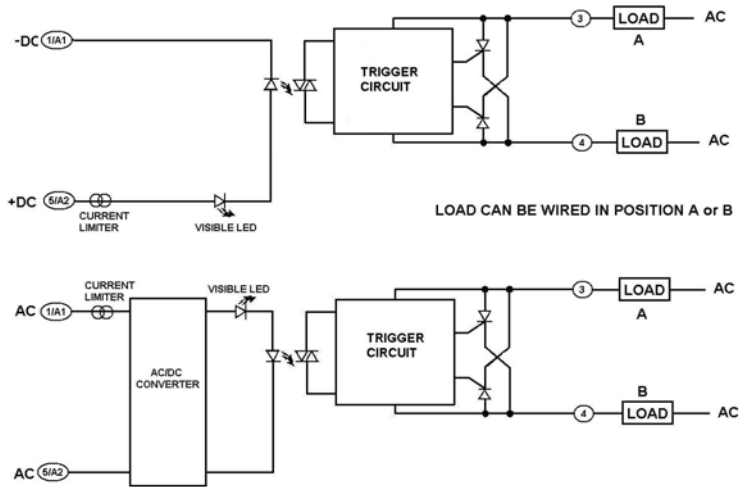 -DC 1/A1
TRIGGER
CIRCUIT
3 LOAD AC
A
B
4 LOAD AC
+DC 5/A2
CURRENT
LIMITER
VISIBLE LED
LOAD CAN BE WIRED IN POSITION A or B
AC 1/A1
CURRENT
LIMITER
VISIBLE LED
AC/DC
CONVERTER
TRIGGER
CIRCUIT
3 LOAD AC
A
B
4 LOAD AC
AC 5/A2